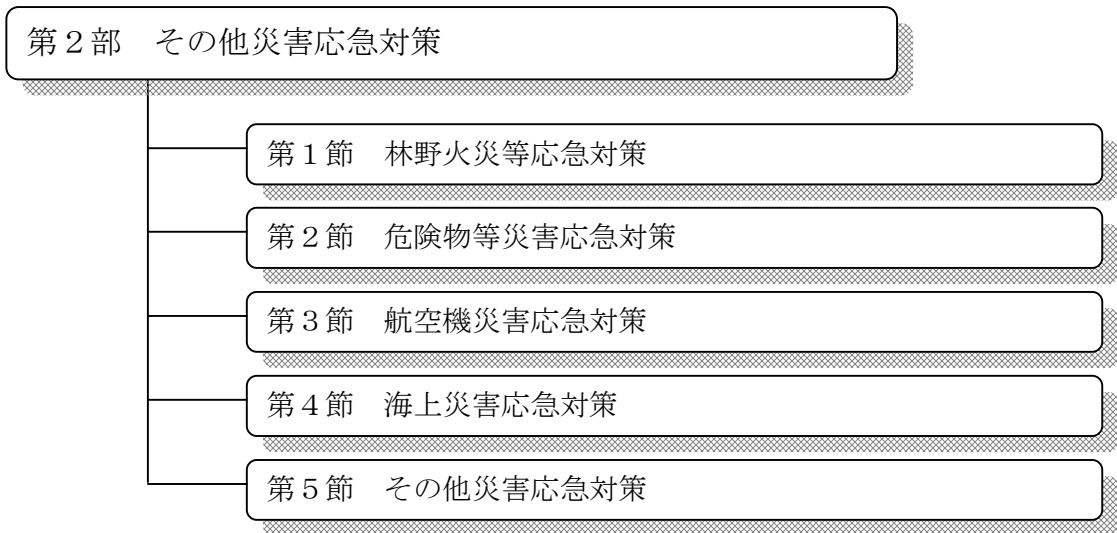 第２部　その他災害応急対策
第１節　林野火災等応急対策
第２節　危険物等災害応急対策
第３節　航空機災害応急対策
第４節　海上災害応急対策
第５節　その他災害応急対策